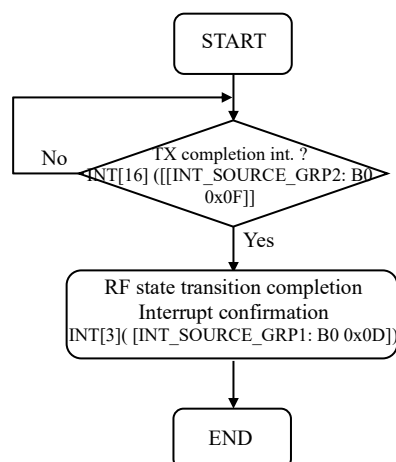 START
TX completion int. ?
No
INT[16] ([[INT_SOURCE_GRP2: B0
0x0F]]
Yes
RF state transition completion
Interrupt confirmation
INT[3]( [INT_SOURCE_GRP1: B0 0x0D])
END